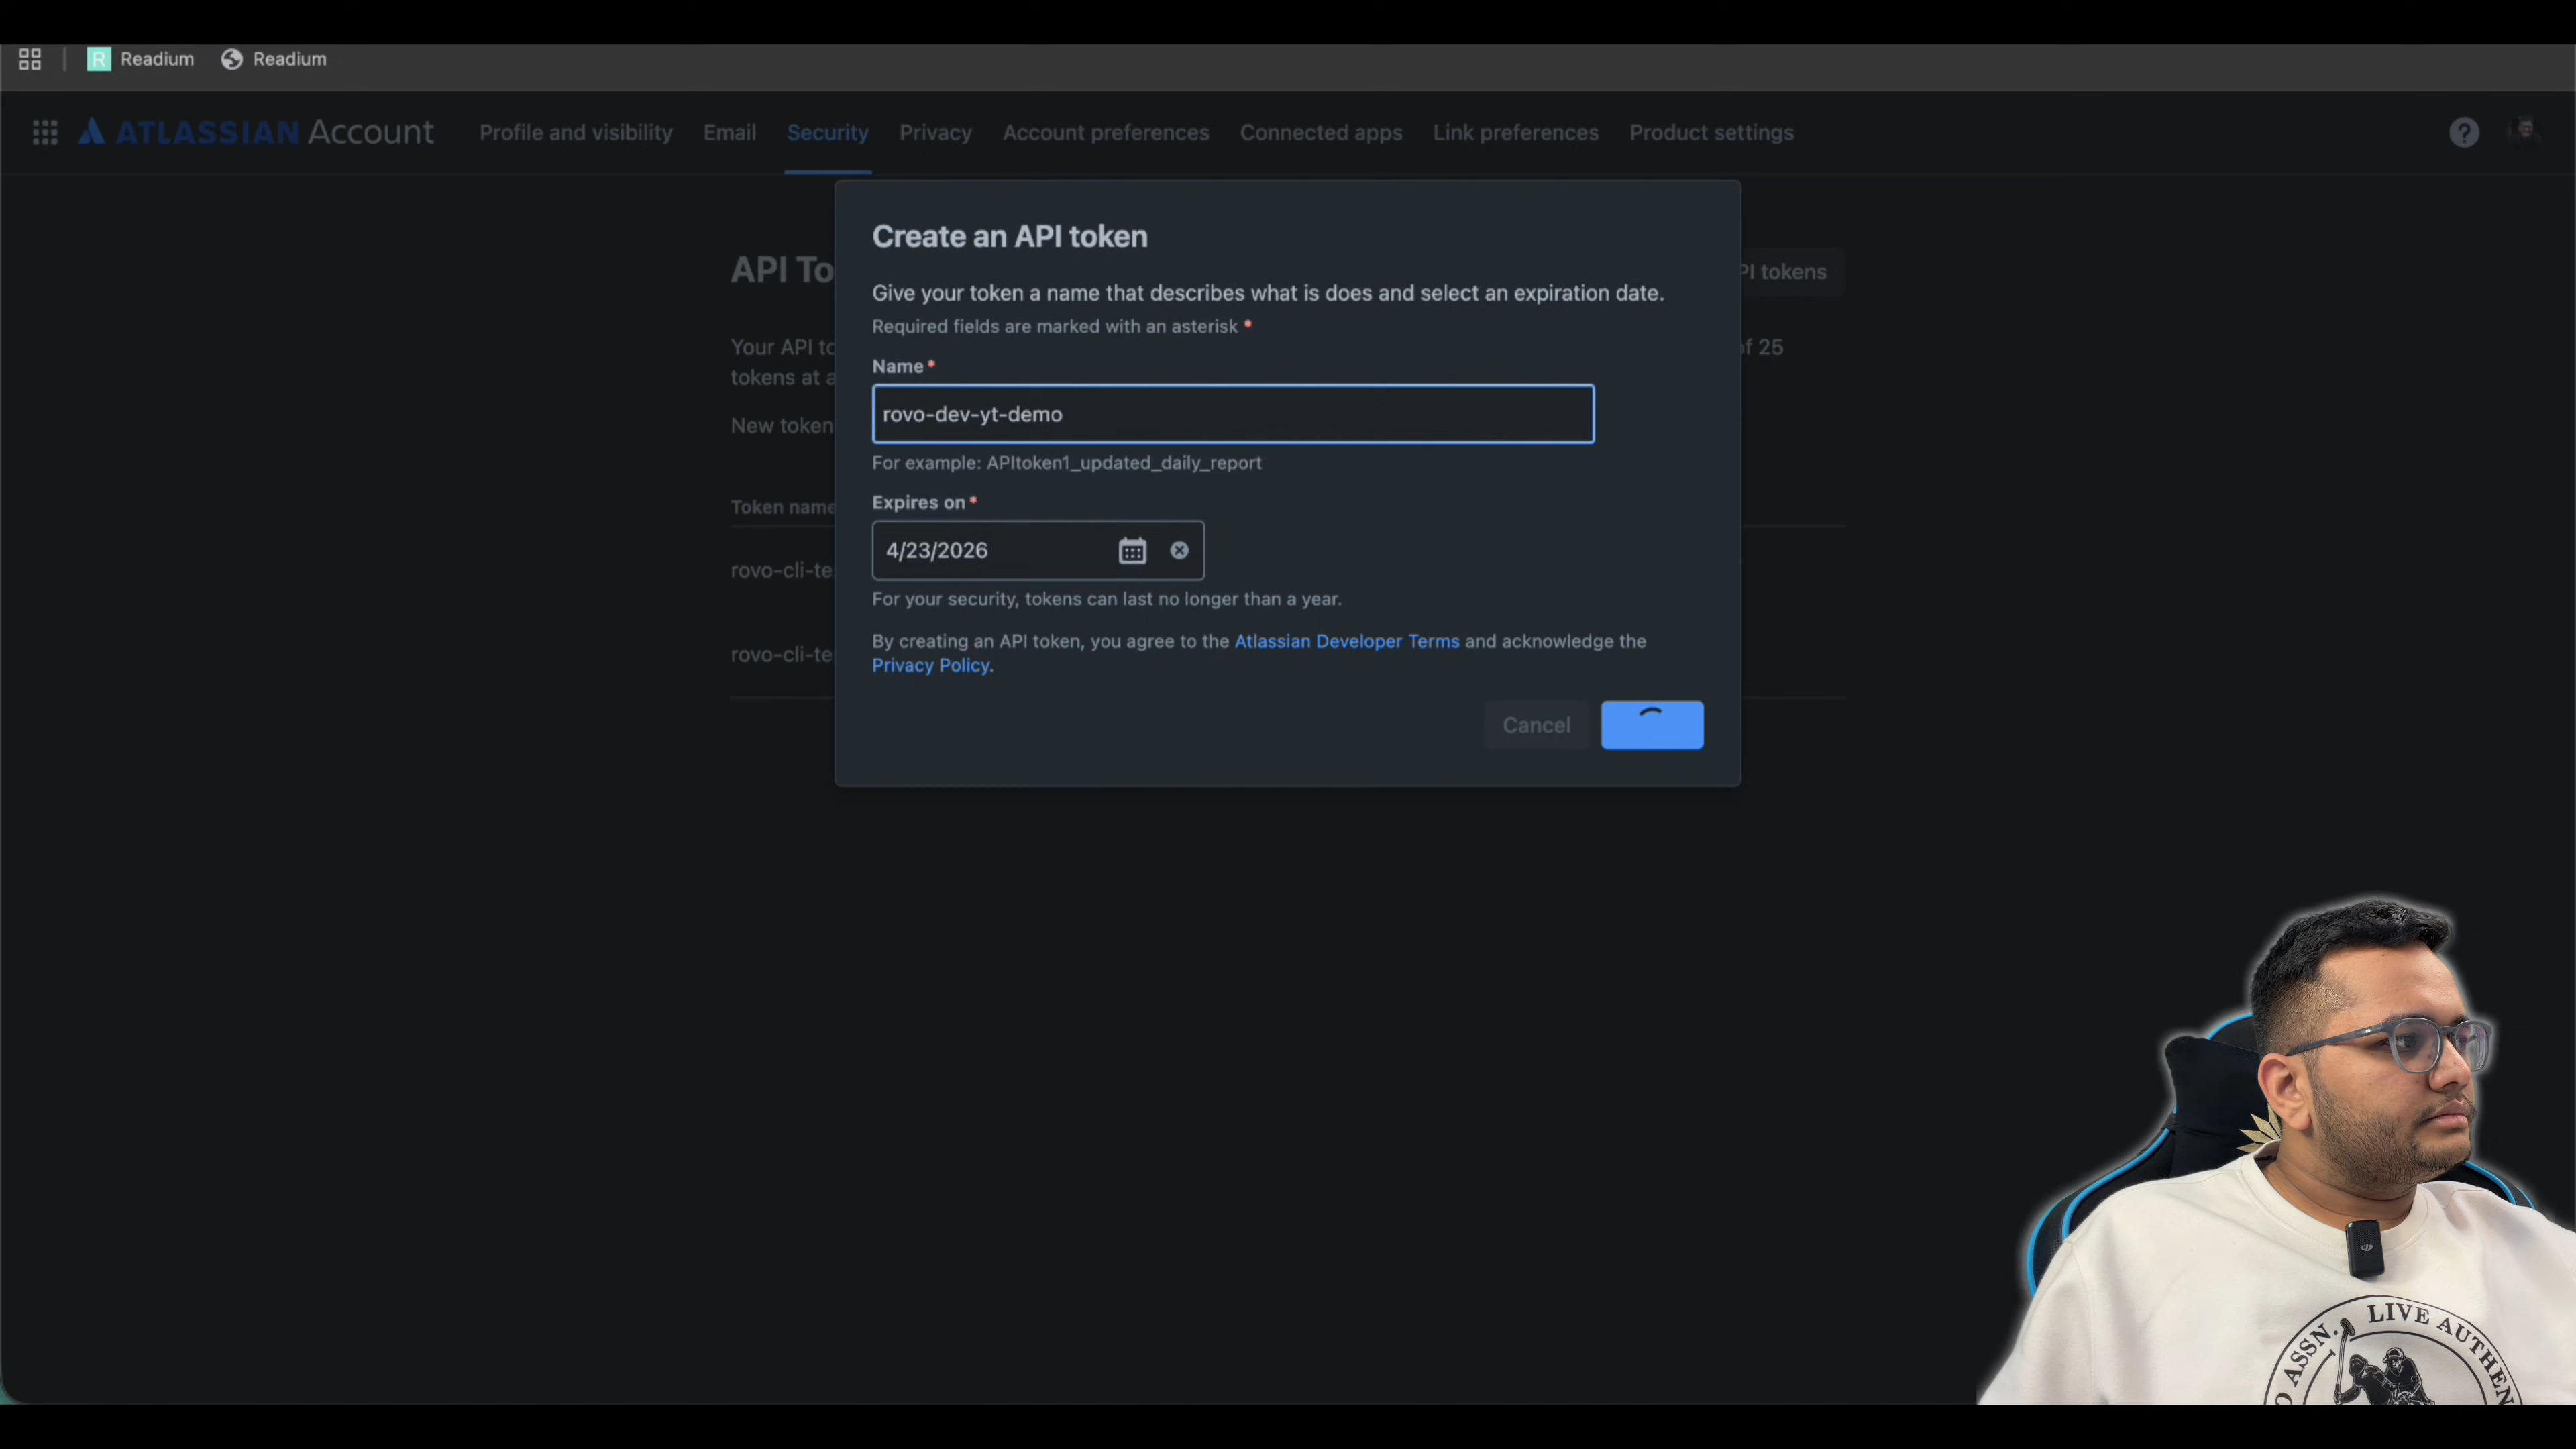 R Readium Readium
ATLASSIAN Account Profile and visibility Email Security Privacy Account preferences Connected apps Link preferences Product settings
Create an API token
API To
PI tokens
Give your token a name that describes what is does and select an expiration date.
Required fields are marked with an asterisk *
Your API to
of 25
tokens at a
Name *
rovo-dev-yt-demo
New token
For example: APItoken1_updated_daily_report
Token name
Expires on *
4/23/2026
rovo-cli-te
For your security, tokens can last no longer than a year.
By creating an API token, you agree to the Atlassian Developer Terms and acknowledge the
Privacy Policy.
rovo-cli-te
Cancel
dji
ASSN. LIVE AUTHEN